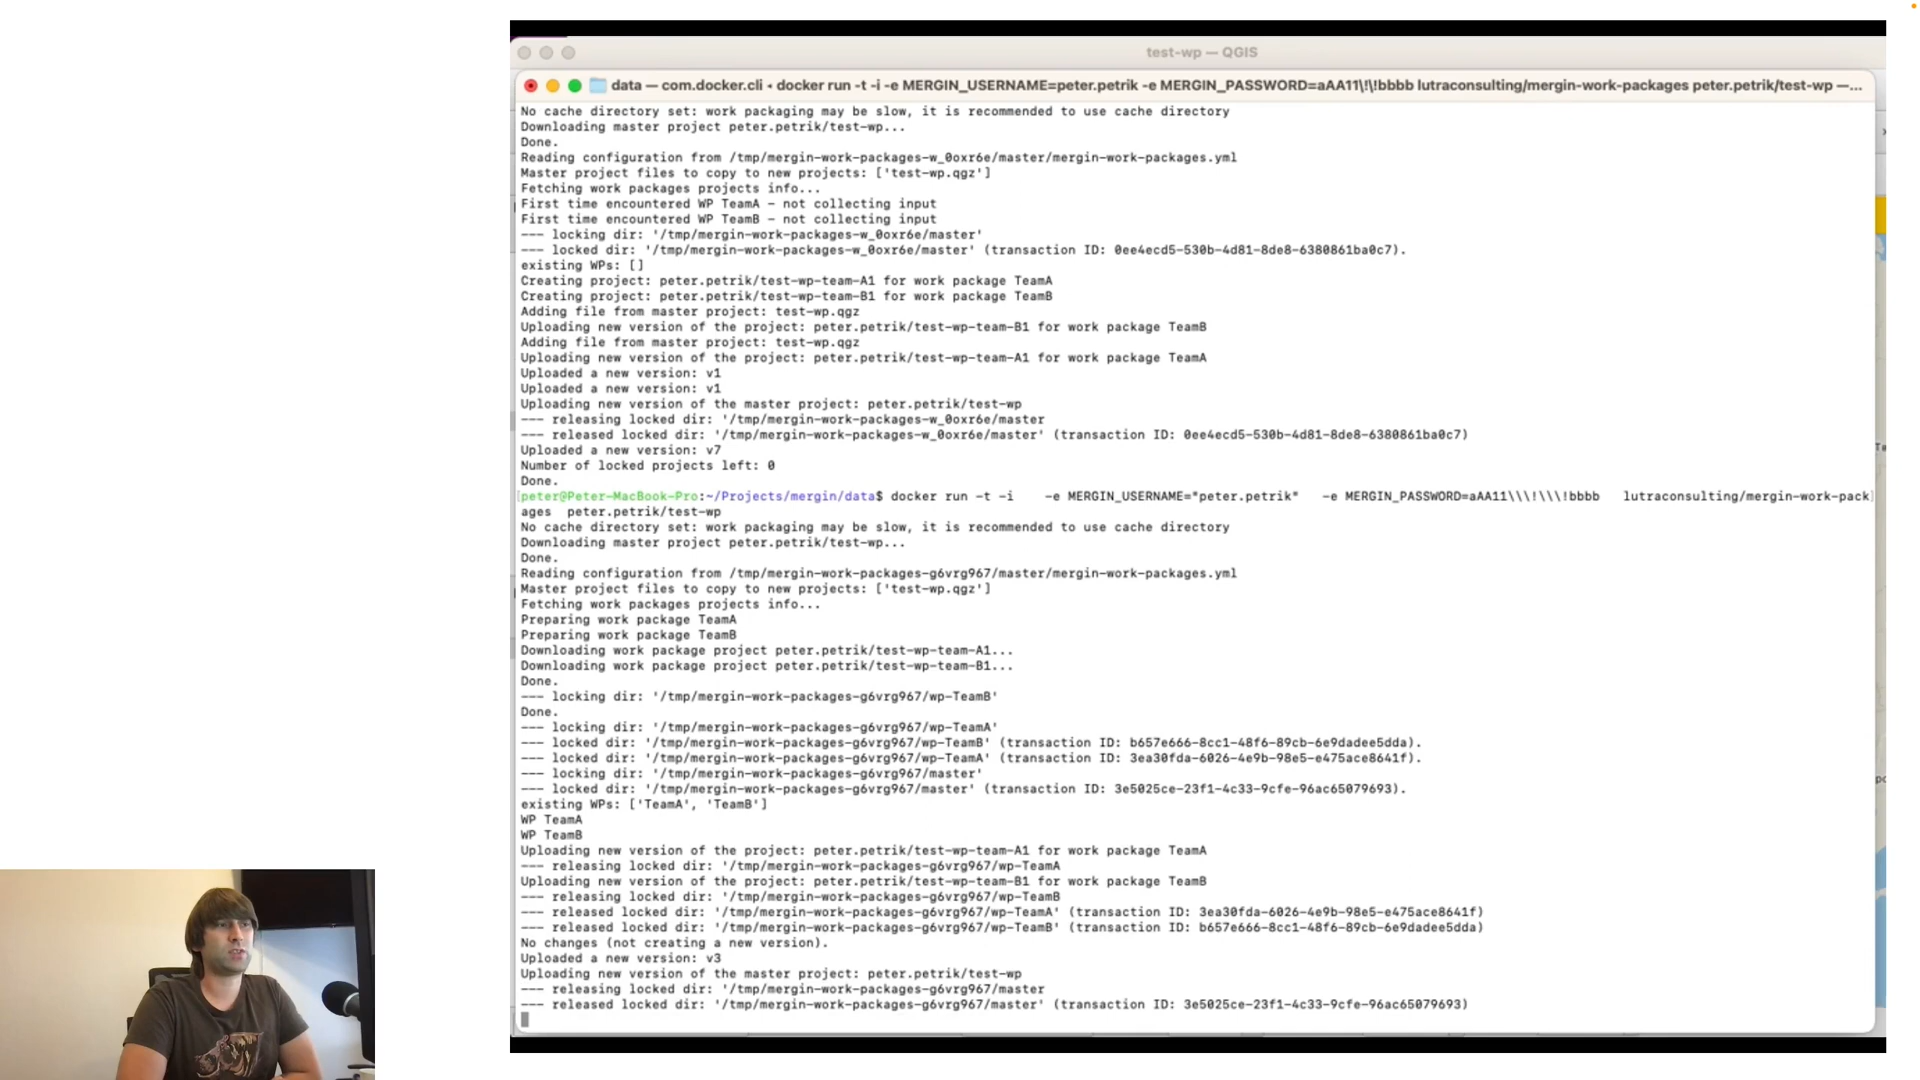 test-wp — QGIS
data — com.docker.cli ◂ docker run -t -i -e MERGIN_USERNAME=peter.petrik -e MERGIN_PASSWORD=aAA11\!\!bbbb lutraconsulting/mergin-work-packages peter.petrik/test-wp —...
No cache directory set: work packaging may be slow, it is recommended to use cache directory
Downloading master project peter.petrik/test-wp...
Done.
Reading configuration from /tmp/mergin-work-packages-w_0oxr6e/master/mergin-work-packages.yml
Master project files to copy to new projects: ['test-wp.qgz']
Fetching work packages projects info...
First time encountered WP TeamA - not collecting input
First time encountered WP TeamB - not collecting input
--- locking dir: '/tmp/mergin-work-packages-w_0oxr6e/master'
--- locked dir: '/tmp/mergin-work-packages-w_0oxr6e/master' (transaction ID: 0ee4ecd5-530b-4d81-8de8-6380861ba0c7).
existing WPs: []
Creating project: peter.petrik/test-wp-team-A1 for work package TeamA
Creating project: peter.petrik/test-wp-team-B1 for work package TeamB
Adding file from master project: test-wp.qgz
Uploading new version of the project: peter.petrik/test-wp-team-B1 for work package TeamB
Adding file from master project: test-wp.qgz
Uploading new version of the project: peter.petrik/test-wp-team-A1 for work package TeamA
Uploaded a new version: v1
Uploaded a new version: v1
Uploading new version of the master project: peter.petrik/test-wp
--- releasing locked dir: '/tmp/mergin-work-packages-w_0oxr6e/master
--- released locked dir: '/tmp/mergin-work-packages-w_0oxr6e/master' (transaction ID: 0ee4ecd5-530b-4d81-8de8-6380861ba0c7)
Uploaded a new version: v7
Number of locked projects left: 0
Done.
[peter@Peter-MacBook-Pro:~/Projects/mergin/data$ docker run -t -i    -e MERGIN_USERNAME="peter.petrik"   -e MERGIN_PASSWORD=aAA11\\\!\\\!bbbb   lutraconsulting/mergin-work-pack]
ages  peter.petrik/test-wp
No cache directory set: work packaging may be slow, it is recommended to use cache directory
Downloading master project peter.petrik/test-wp...
Done.
Reading configuration from /tmp/mergin-work-packages-g6vrg967/master/mergin-work-packages.yml
Master project files to copy to new projects: ['test-wp.qgz']
Fetching work packages projects info...
Preparing work package TeamA
Preparing work package TeamB
Downloading work package project peter.petrik/test-wp-team-A1...
Downloading work package project peter.petrik/test-wp-team-B1...
Done.
--- locking dir: '/tmp/mergin-work-packages-g6vrg967/wp-TeamB'
Done.
--- locking dir: '/tmp/mergin-work-packages-g6vrg967/wp-TeamA'
--- locked dir: '/tmp/mergin-work-packages-g6vrg967/wp-TeamB' (transaction ID: b657e666-8cc1-48f6-89cb-6e9dadee5dda).
--- locked dir: '/tmp/mergin-work-packages-g6vrg967/wp-TeamA' (transaction ID: 3ea30fda-6026-4e9b-98e5-e475ace8641f).
--- locking dir: '/tmp/mergin-work-packages-g6vrg967/master'
--- locked dir: '/tmp/mergin-work-packages-g6vrg967/master' (transaction ID: 3e5025ce-23f1-4c33-9cfe-96ac65079693).
existing WPs: ['TeamA', 'TeamB']
WP TeamA
WP TeamB
Uploading new version of the project: peter.petrik/test-wp-team-A1 for work package TeamA
--- releasing locked dir: '/tmp/mergin-work-packages-g6vrg967/wp-TeamA
Uploading new version of the project: peter.petrik/test-wp-team-B1 for work package TeamB
--- releasing locked dir: '/tmp/mergin-work-packages-g6vrg967/wp-TeamB
--- released locked dir: '/tmp/mergin-work-packages-g6vrg967/wp-TeamA' (transaction ID: 3ea30fda-6026-4e9b-98e5-e475ace8641f)
--- released locked dir: '/tmp/mergin-work-packages-g6vrg967/wp-TeamB' (transaction ID: b657e666-8cc1-48f6-89cb-6e9dadee5dda)
No changes (not creating a new version).
Uploaded a new version: v3
Uploading new version of the master project: peter.petrik/test-wp
--- releasing locked dir: '/tmp/mergin-work-packages-g6vrg967/master
--- released locked dir: '/tmp/mergin-work-packages-g6vrg967/master' (transaction ID: 3e5025ce-23f1-4c33-9cfe-96ac65079693)